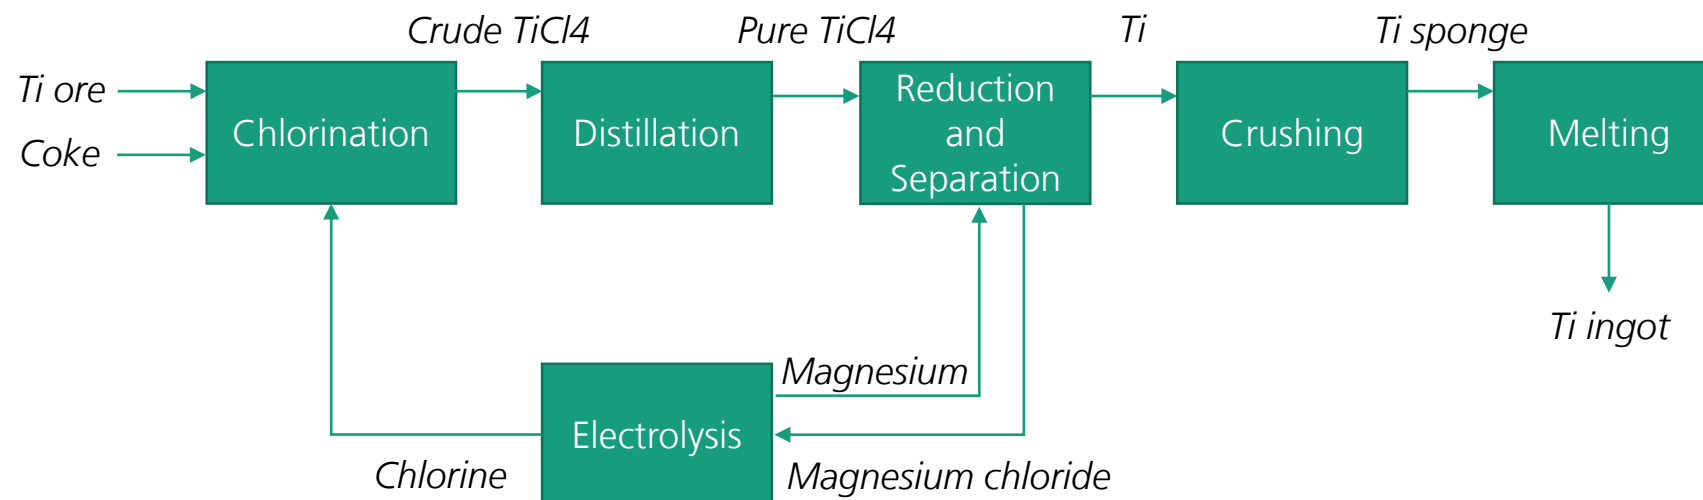 Crude TiCl4
Pure TiCl4
Ti
Ti sponge
Ti ore
Coke
Chlorination
Distillation
Reduction
and
Separation
Crushing
Melting
Ti ingot
Magnesium
Electrolysis
Chlorine
Magnesium chloride